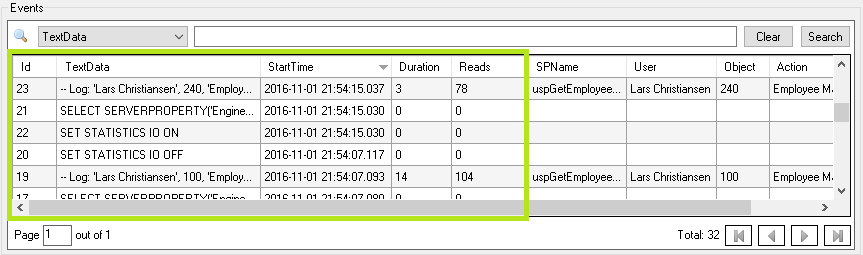 Events
TextData Clear Search
Id TextData StartTime Duration Reads SPName User Object Action
23 -- Log: 'Lars Christiansen', 240, 'Employ... 2016-11-01 21:54:15.037 3 78 uspGetEmployee... Lars Christiansen 240 Employee Ma
21 SELECT SERVERPROPERTY('Engine... 2016-11-01 21:54:15.030 0 0
22 SET STATISTICS IO ON 2016-11-01 21:54:15.030 0 0
20 SET STATISTICS IO OFF 2016-11-01 21:54:07.117 0 0
19 -- Log: 'Lars Christiansen', 100, 'Employ... 2016-11-01 21:54:07.093 14 104 uspGetEmployee... Lars Christiansen 100 Employee Ma
17 SELECT SERVERPROPERTY('Engine... 2016-11-01 21:54:07.080 0 0
Page 1 out of 1 Total: 32